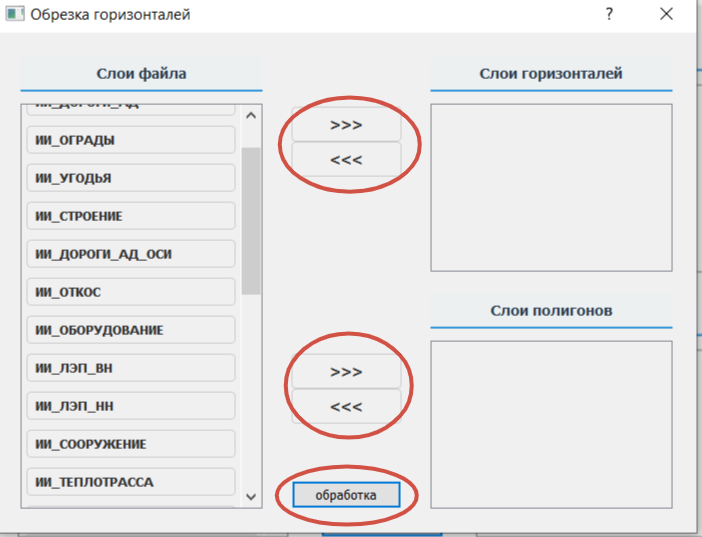 Обрезка горизонталей
?
Слои файла
ИИ_ДОРОГИ_АД
ИИ_ОГРАДЫ
ИИ_УГОДЬЯ
ИИ_СТРОЕНИЕ
ИИ_ДОРОГИ_АД_ОСИ
ИИ_ОТКОС
ИИ_ОБОРУДОВАНИЕ
ИИ_ЛЭП_ВН
ИИ_ЛЭП_НН
ИИ_СООРУЖЕНИЕ
ИИ_ТЕПЛОТРАССА
>>>
<<<
>>>
<<<
обработка
Слои горизонталей
Слои полигонов